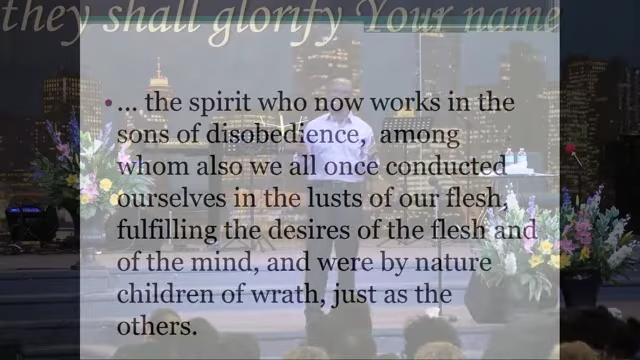 they shall glorify Your name
• ... the spirit who now works in the
sons of disobedience, among
whom also we all once conducted
ourselves in the lusts of our flesh,
fulfilling the desires of the flesh and
of the mind, and were by nature
children of wrath, just as the
others.